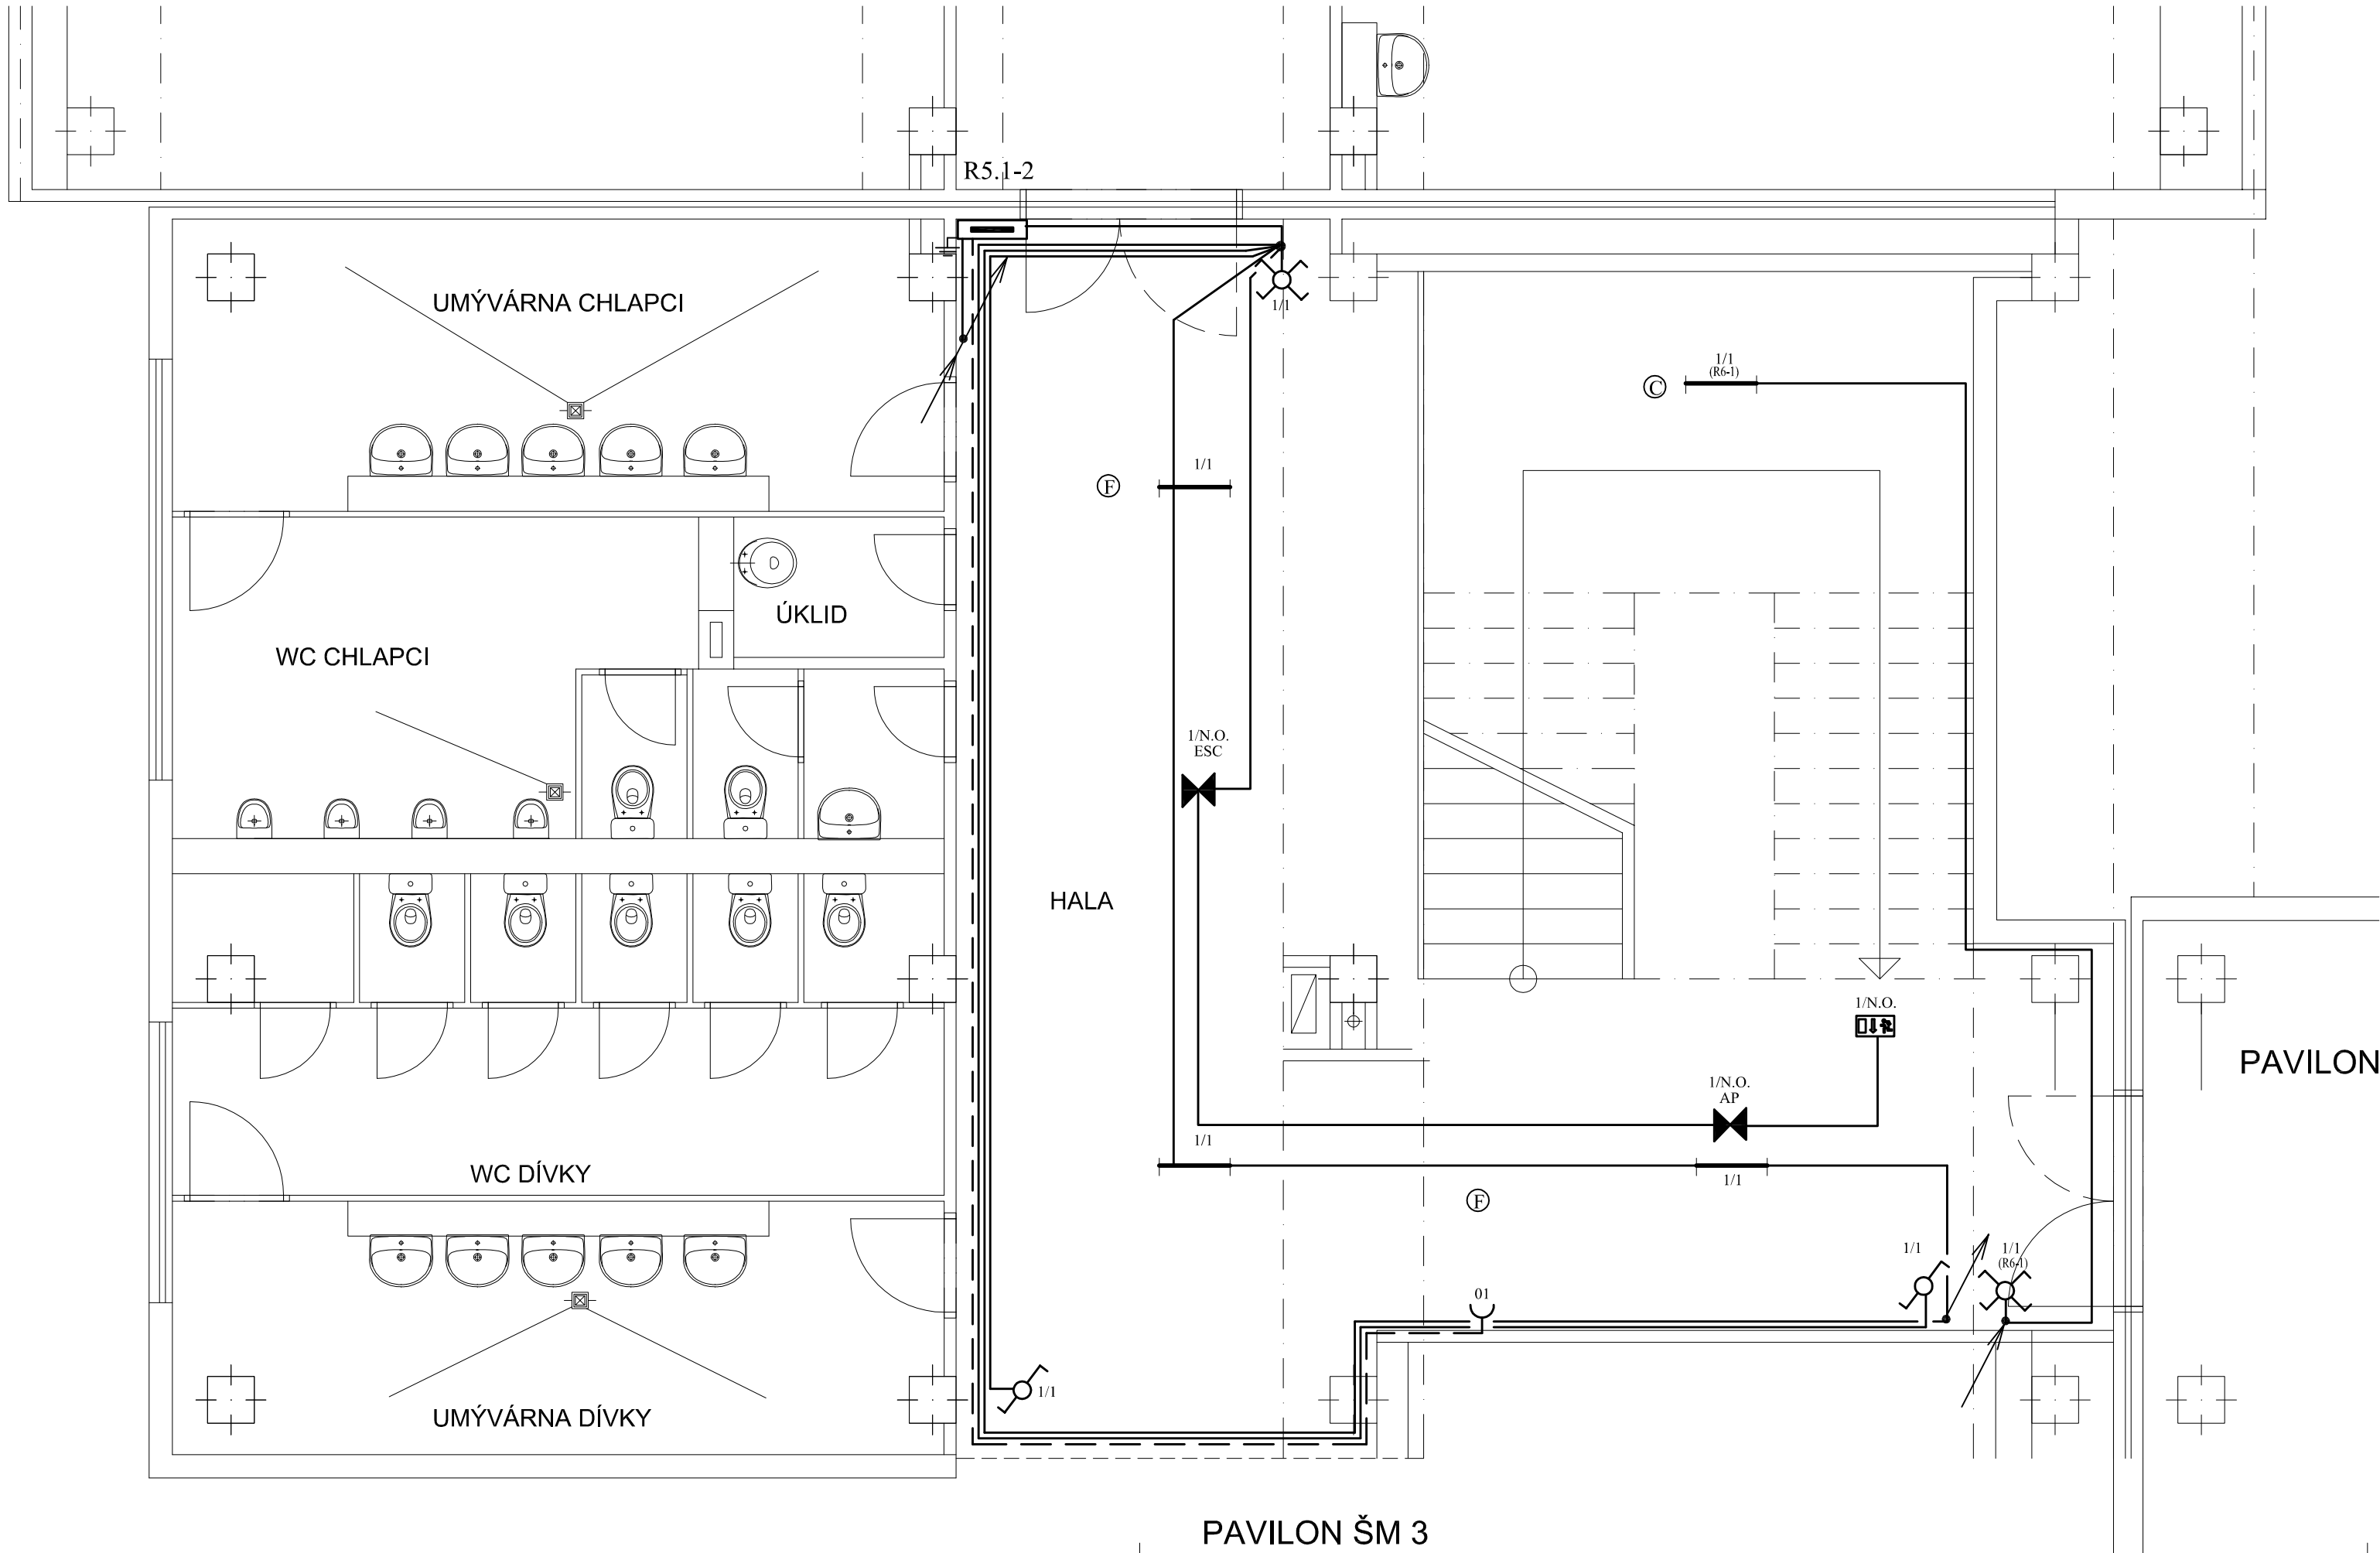 R5.1-2
UMÝVÁRNA CHLAPCI
1/1
1/1
(R6-1)
C
1/1
F
ÚKLID
WC CHLAPCI
1/N.O.
ESC
HALA
1/N.O.
PAVILON
1/N.O.
AP
1/1
WC DÍVKY
1/1
F
1/1
1/1
(R6-1)
01
1/1
UMÝVÁRNA DÍVKY
PAVILON ŠM 3